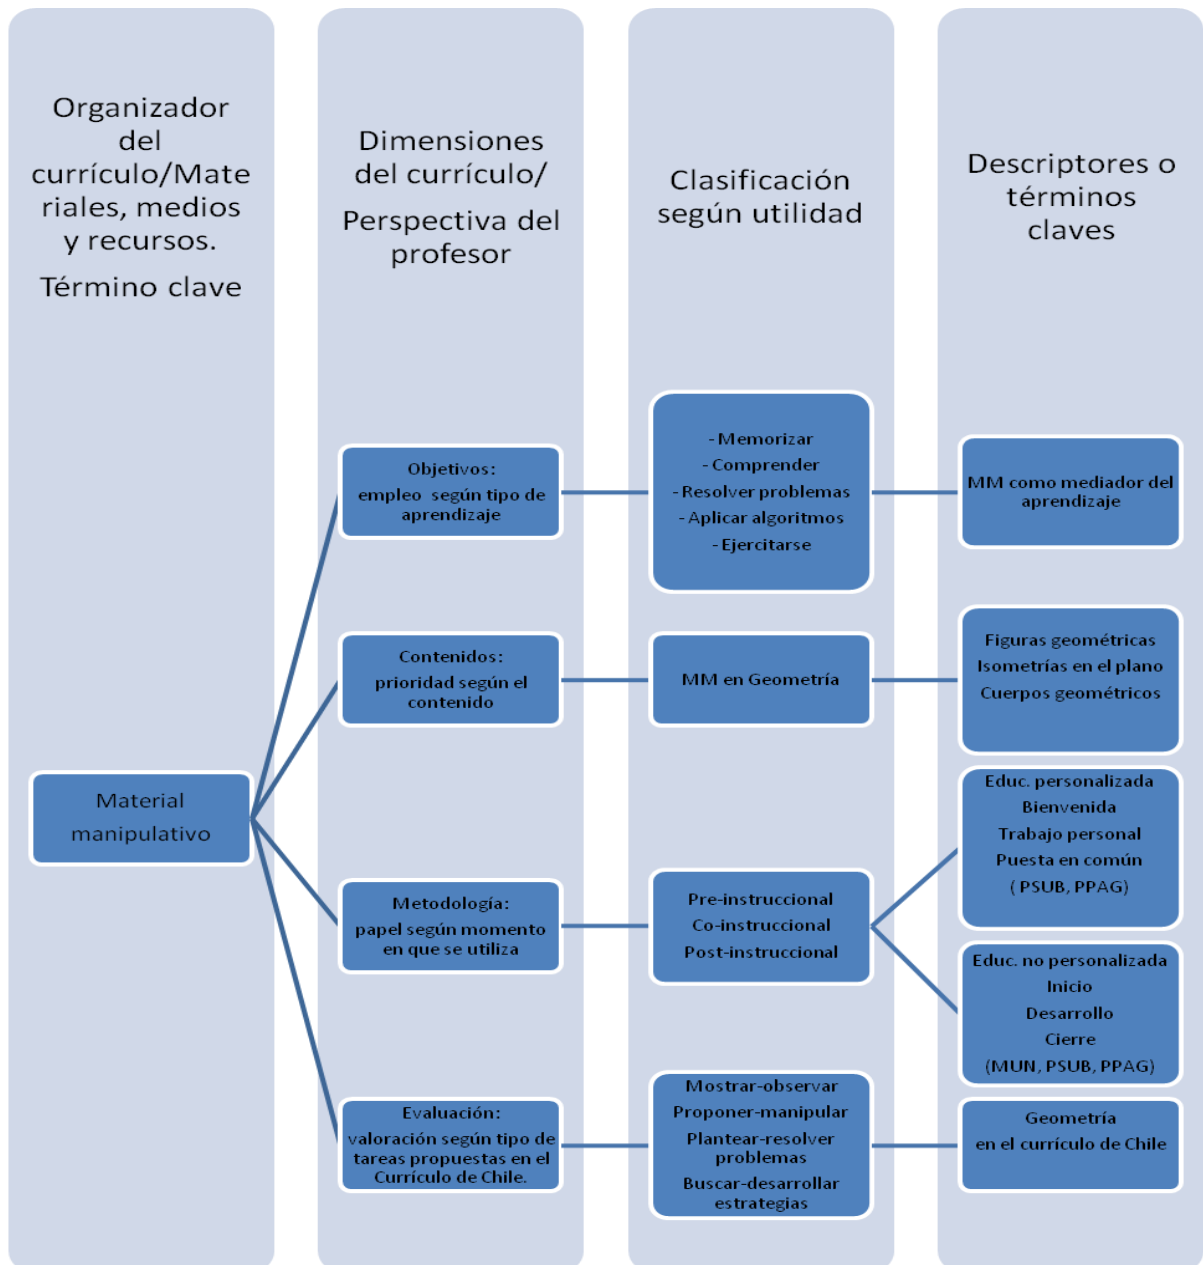 Organizador
del
currículo/Mate
riales, medios
y recursos.
Término clave
Dimensiones
del currículo/
Perspectiva del
profesor
Clasificación
según utilidad
Descriptores o
términos
claves
Material
manipulativo
Objetivos:
empleo según tipo de
aprendizaje
- Memorizar
- Comprender
- Resolver problemas
- Aplicar algoritmos
- Ejercitarse
MM como mediador del
aprendizaje
Contenidos:
prioridad según el
contenido
MM en Geometría
Figuras geométricas
Isometrías en el plano
Cuerpos geométricos
Metodología:
papel según momento
en que se utiliza
Pre-instruccional
Co-instruccional
Post-instruccional
Educ. personalizada
Bienvenida
Trabajo personal
Puesta en común
( PSUB, PPAG)
Educ. no personalizada
Inicio
Desarrollo
Cierre
(MUN, PSUB, PPAG)
Evaluación:
valoración según tipo de
tareas propuestas en el
Currículo de Chile.
Mostrar-observar
Proponer-manipular
Plantear-resolver
problemas
Buscar-desarrollar
estrategias
Geometría
en el currículo de Chile